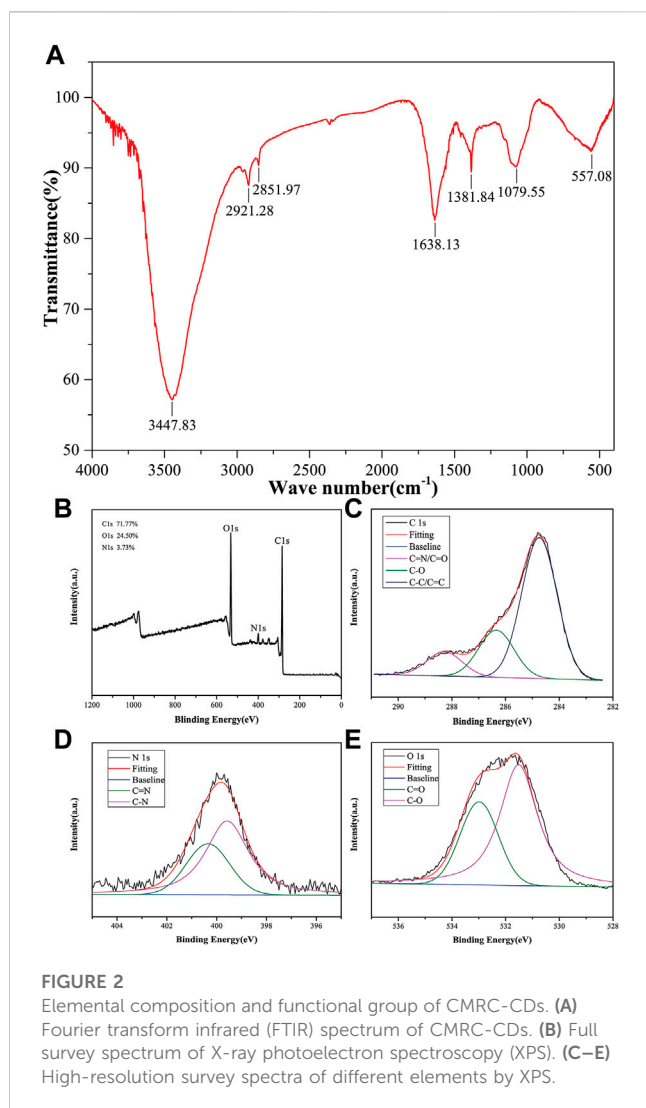 A
Transmittance(%)
100
90
80
70
60
50
3447.83
2921.28
2851.97
1638.13
1381.84
1079.55
557.08
4000 3500 3000 2500 2000 1500 1000 500
Wave number(cm-1)
B
C1s 71.77%
O1s 24.50%
N1s 3.73%
O1s
C1s
N1s
Intensity(a.u.)
1200 1000 800 600 400 200 0
Blinding Energy(eV)
C
C 1s
Fitting
Baseline
C=N/C=O
C-O
C-C/C=C
Intensity(a.u.)
290 288 286 284 282
Binding Energy(eV)
D
N 1s
Fitting
Baseline
C=N
C-N
Intensity(a.u.)
404 402 400 398 396
Binding Energy(eV)
E
O 1s
Fitting
Baseline
C=O
C-O
Intensity(a.u.)
536 534 532 530 528
Binding Energy(eV)
FIGURE 2
Elemental composition and functional group of CMRC-CDs. (A)
Fourier transform infrared (FTIR) spectrum of CMRC-CDs. (B) Full
survey spectrum of X-ray photoelectron spectroscopy (XPS). (C–E)
High-resolution survey spectra of different elements by XPS.